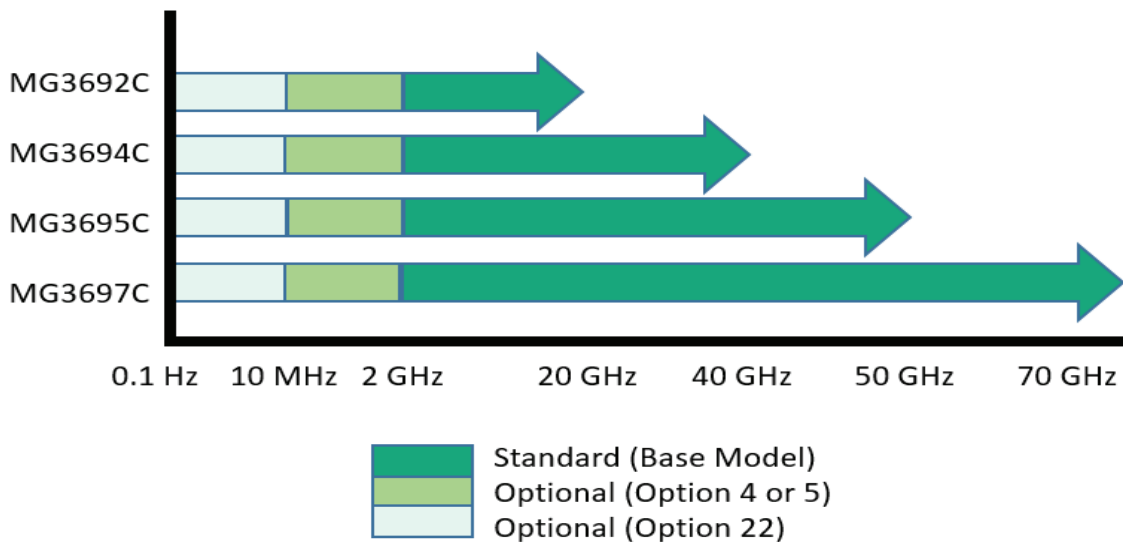 MG3692C
MG3694C
MG3695C
MG3697C
0.1 Hz 10 MHz 2 GHz 20 GHz 40 GHz 50 GHz 70 GHz
Standard (Base Model)
Optional (Option 4 or 5)
Optional (Option 22)